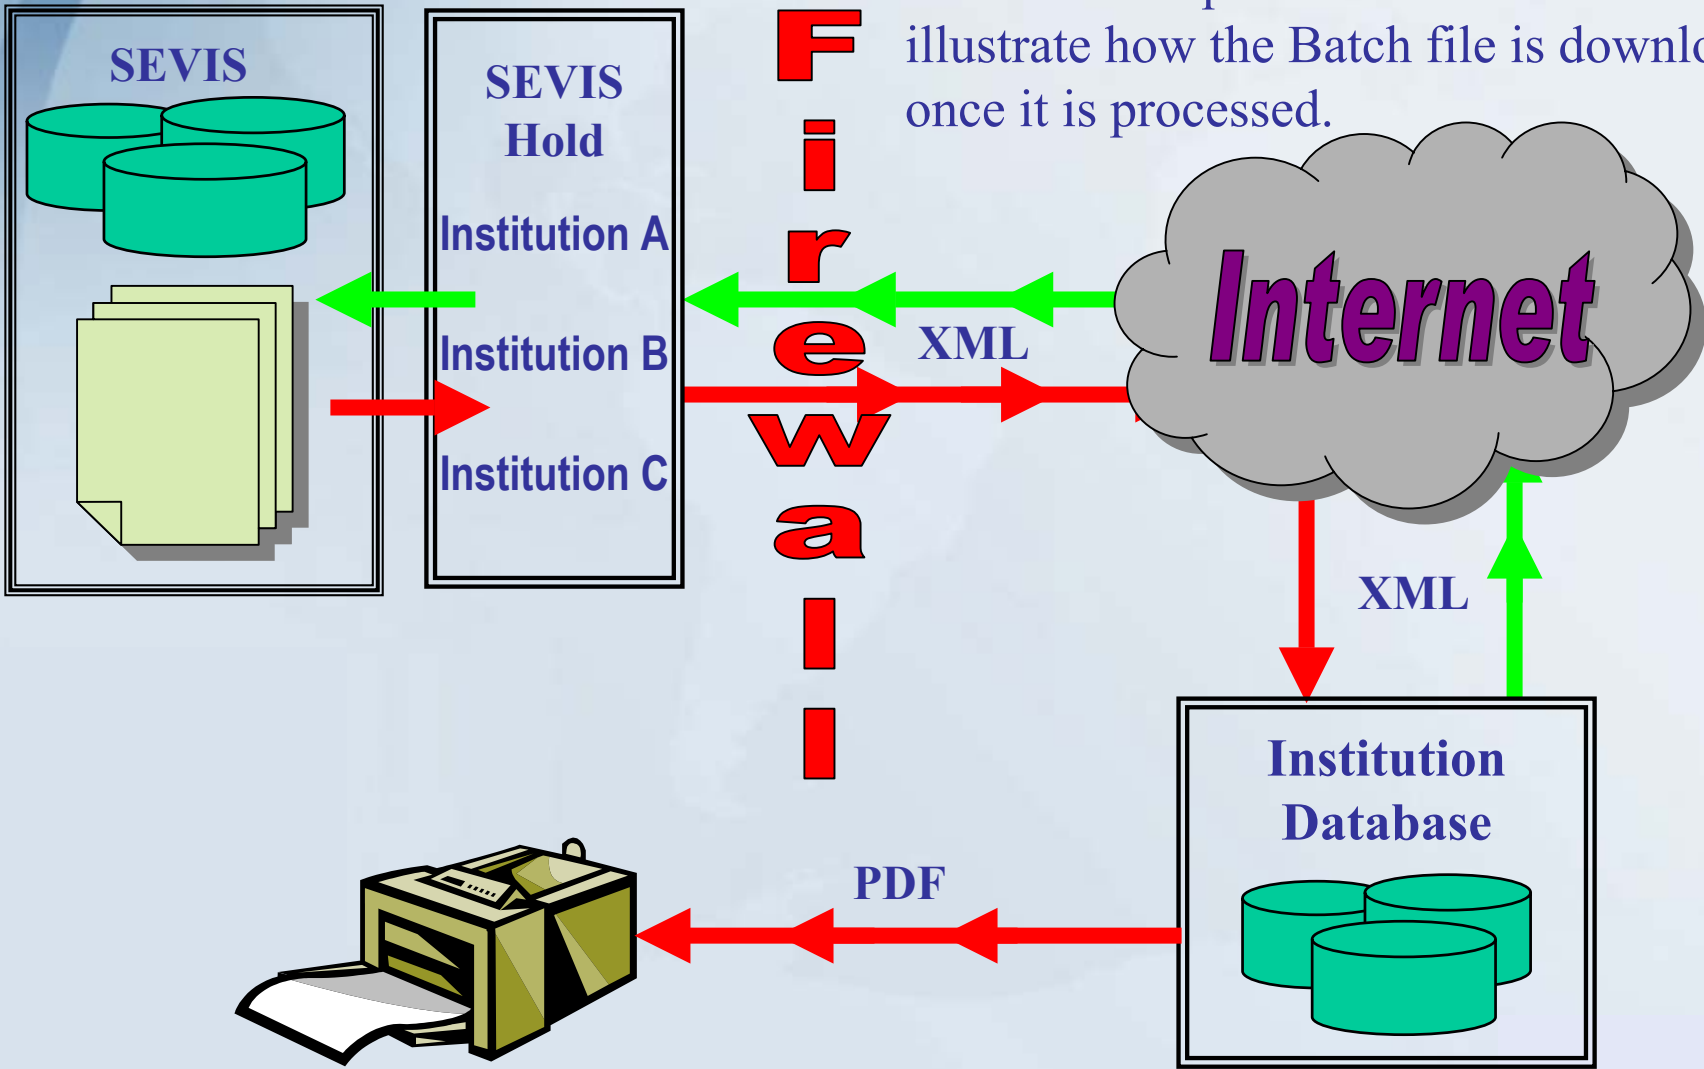 illustrate how the Batch file is
once it is processed.
SEVIS
SEVIS
Hold
Institution A
Institution B
Institution C
Firewall
XML
Internet
XML
Institution
Database
PDF